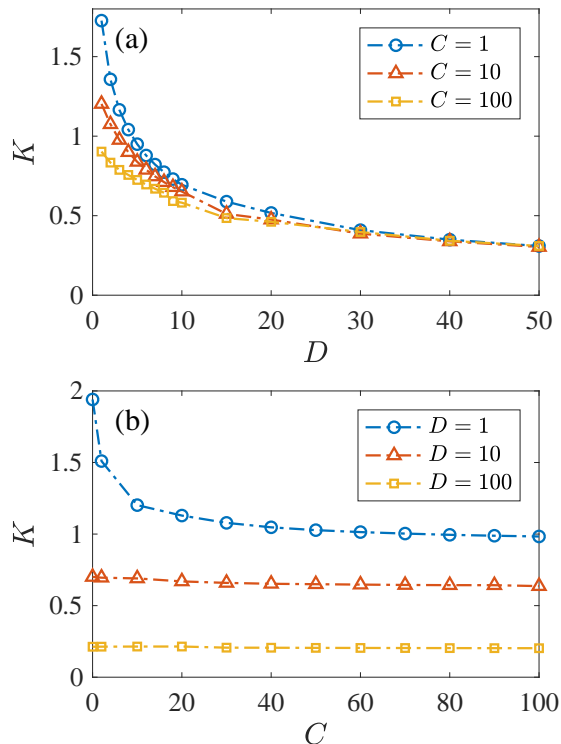 (a)
C = 1
C = 10
C = 100
1.5
1
0.5
0
K
0 10 20 30 40 50
D
(b)
D = 1
D = 10
D = 100
2
1.5
1
0.5
0
K
0 20 40 60 80 100
C